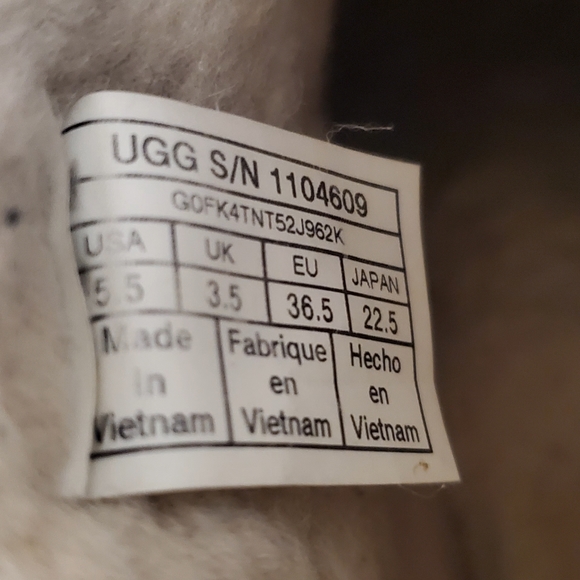 UGG S/N 1104609
G0FK4TNT52J962K
USA UK EU JAPAN
5.5 3.5 36.5 22.5
Made Fabrique Hecho
in en en
Vietnam Vietnam Vietnam